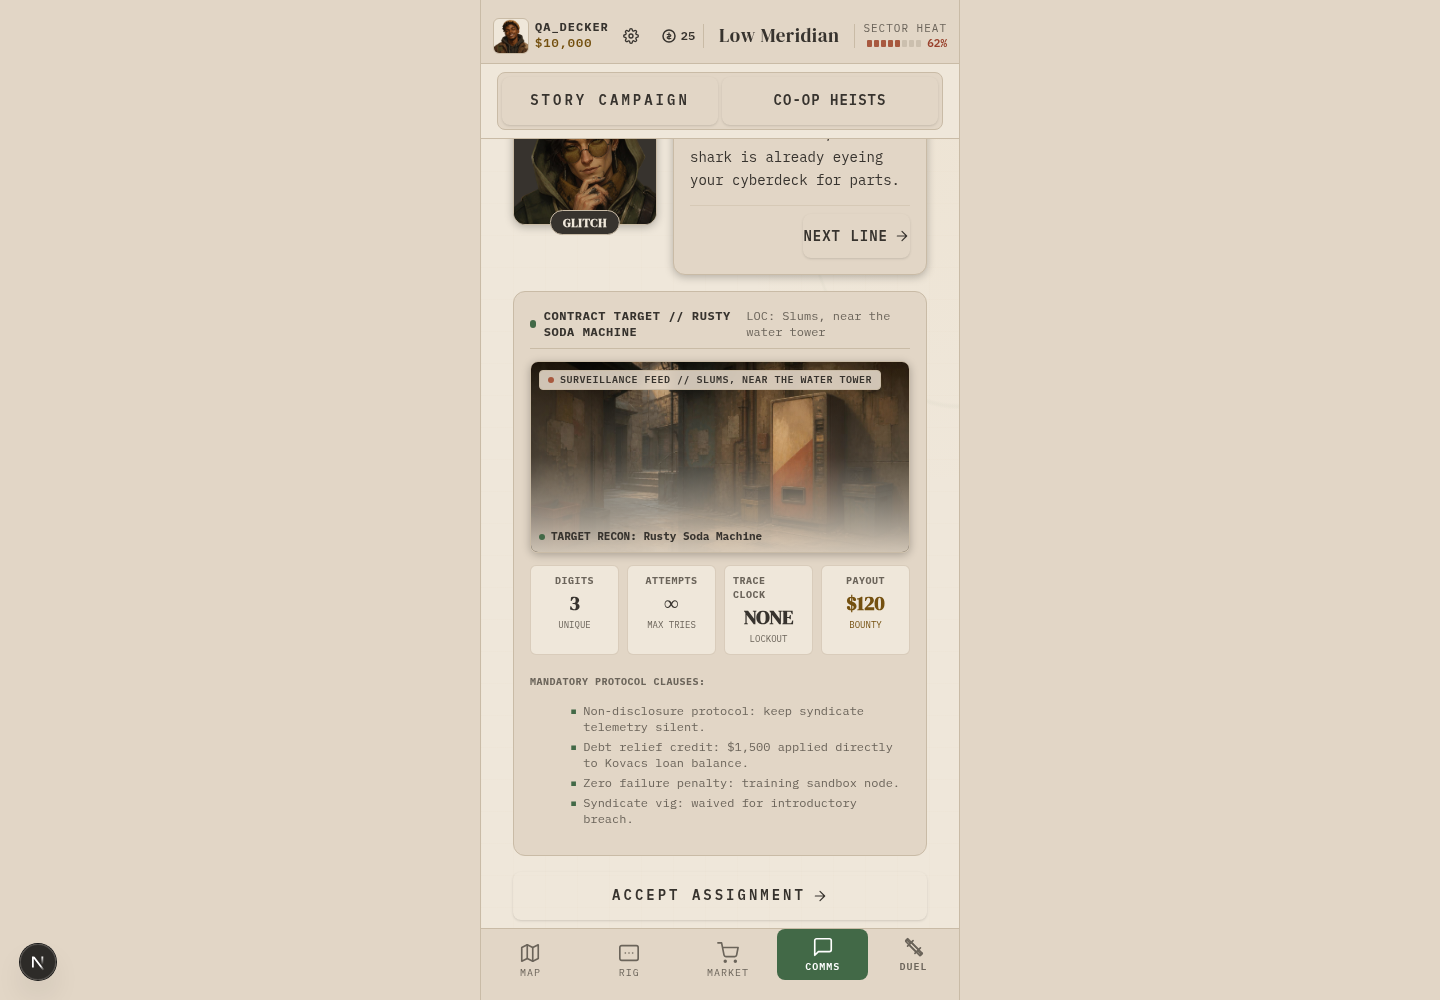 QA_DECKER
$10,000
25
Low Meridian
SECTOR HEAT
62%
STORY CAMPAIGN
CO-OP HEISTS
shark is already eyeing
your cyberdeck for parts.
GLITCH
NEXT LINE →
CONTRACT TARGET // RUSTY
SODA MACHINE
LOC: Slums, near the
water tower
SURVEILLANCE FEED // SLUMS, NEAR THE WATER TOWER
TARGET RECON: Rusty Soda Machine
DIGITS
3
UNIQUE
ATTEMPTS
∞
MAX TRIES
TRACE
CLOCK
NONE
LOCKOUT
PAYOUT
$120
BOUNTY
MANDATORY PROTOCOL CLAUSES:
Non-disclosure protocol: keep syndicate
telemetry silent.
Debt relief credit: $1,500 applied directly
to Kovacs loan balance.
Zero failure penalty: training sandbox node.
Syndicate vig: waived for introductory
breach.
ACCEPT ASSIGNMENT →
N
MAP
RIG
MARKET
COMMS
DUEL